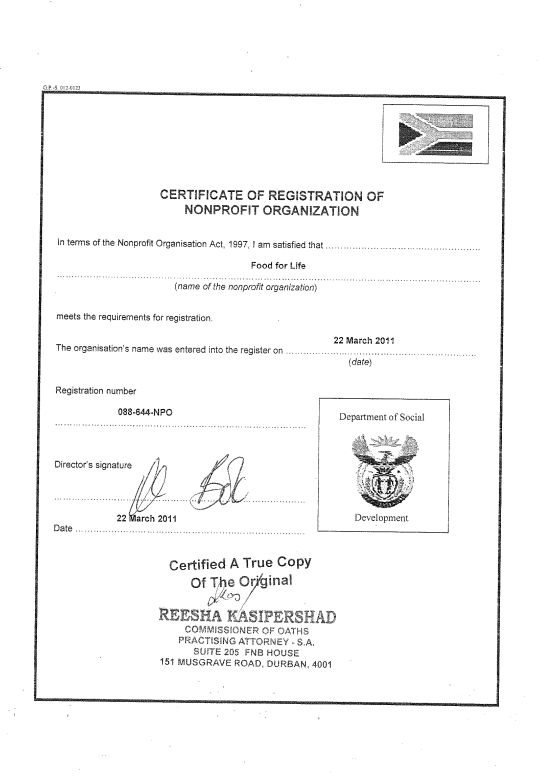 G.P.-S. 012-0123
CERTIFICATE OF REGISTRATION OF
NONPROFIT ORGANIZATION
In terms of the Nonprofit Organisation Act, 1997, I am satisfied that
Food for Life
(name of the nonprofit organization)
meets the requirements for registration.
22 March 2011
The organisation's name was entered into the register on
(date)
Registration number
088-644-NPO
Department of Social
Development
Director's signature
22 March 2011
Date
Certified A True Copy
Of The Original
REESHA KASIPERSHAD
COMMISSIONER OF OATHS
PRACTISING ATTORNEY - S.A.
SUITE 205 FNB HOUSE
151 MUSGRAVE ROAD, DURBAN, 4001